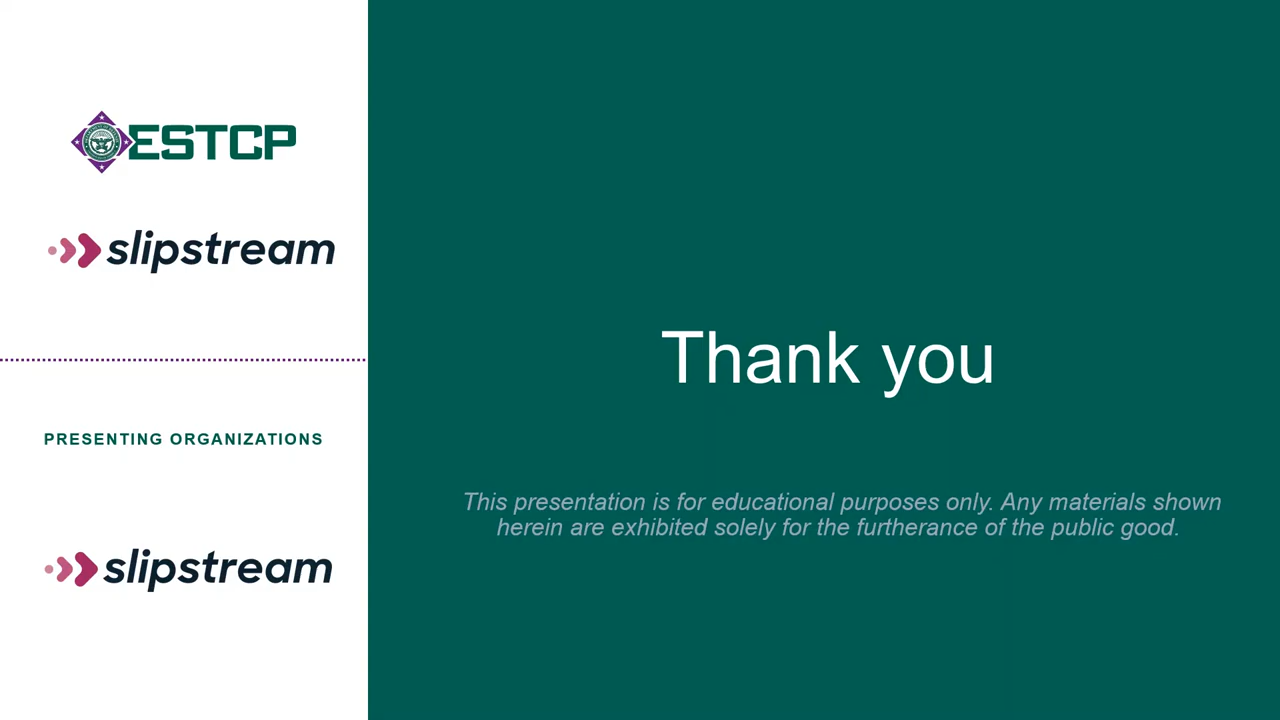 ESTCP
slipstream
PRESENTING ORGANIZATIONS
slipstream
Thank you
This presentation is for educational purposes only. Any materials shown
herein are exhibited solely for the furtherance of the public good.